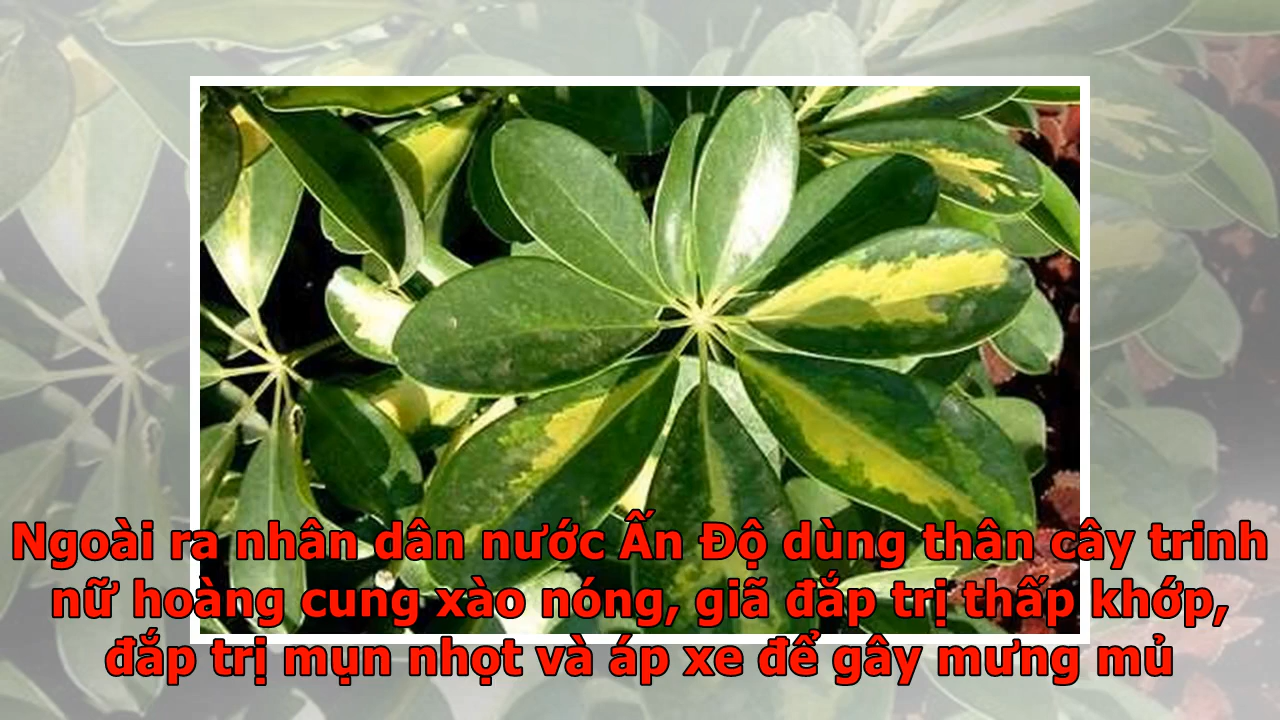 Ngoài ra nhân dân nước Ấn Độ dùng thân cây trinh
nữ hoàng cung xào nóng, giã đắp trị thấp khớp,
đắp trị mụn nhọt và áp xe để gây mưng mủ